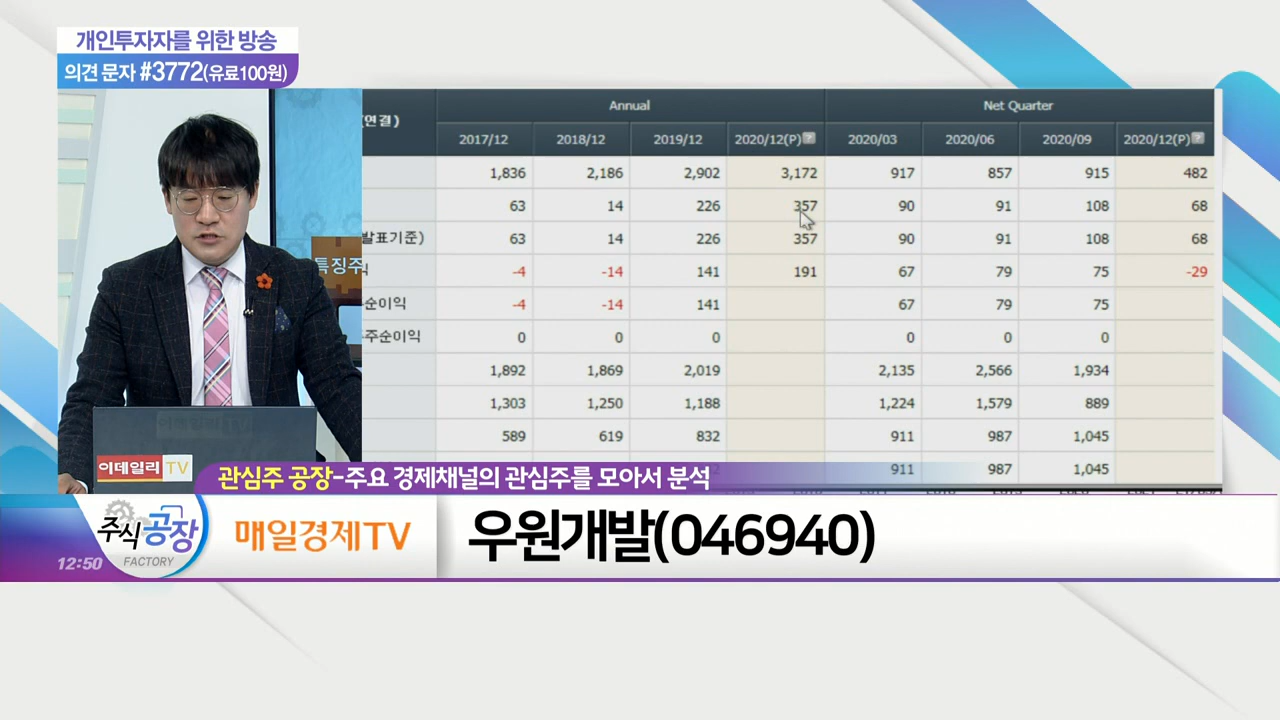 개인투자자를 위한 방송
의견 문자 #3772(유료100원)
(연결) Annual Net Quarter
2017/12 2018/12 2019/12 2020/12(P) 2020/03 2020/06 2020/09 2020/12(P)
1,836 2,186 2,902 3,172 917 857 915 482
63 14 226 357 90 91 108 68
발표기준) 63 14 226 357 90 91 108 68
-4 -14 141 191 67 79 75 -29
순이익 -4 -14 141 67 79 75
주순이익 0 0 0 0 0 0
1,892 1,869 2,019 2,135 2,566 1,934
1,303 1,250 1,188 1,224 1,579 889
589 619 832 911 987 1,045
911 987 1,045
특징주
이데일리 TV
관심주 공장-주요 경제채널의 관심주를 모아서 분석
주식공장
FACTORY
12:50
매일경제TV
우원개발(046940)